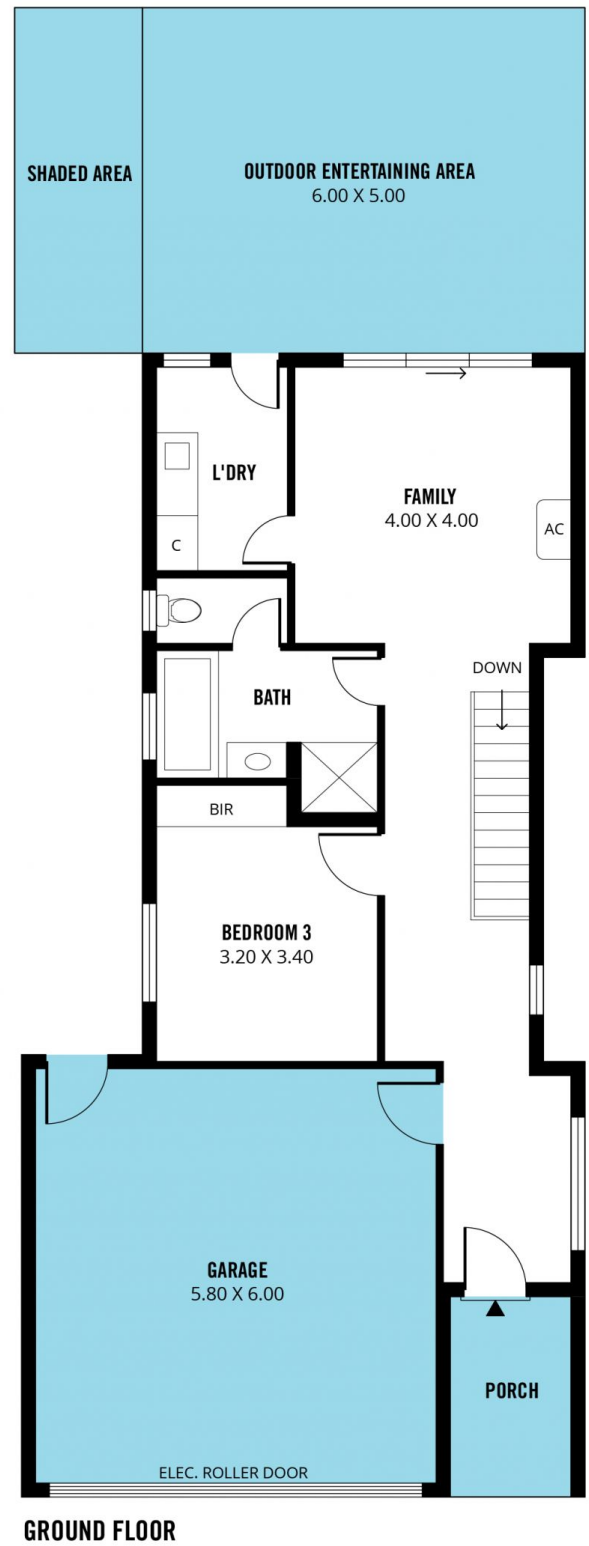 SHADED AREA
OUTDOOR ENTERTAINING AREA
6.00 X 5.00
L'DRY
FAMILY
4.00 X 4.00
AC
C
DOWN
BATH
BIR
BEDROOM 3
3.20 X 3.40
GARAGE
5.80 X 6.00
PORCH
ELEC. ROLLER DOOR
GROUND FLOOR